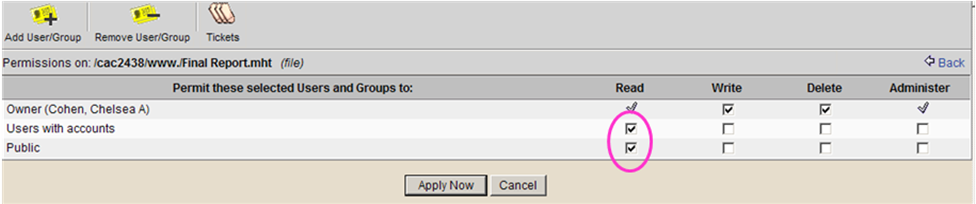 Add User/Group Remove User/Group Tickets
Permissions on: /cac2438/www./Final Report.mht (file) Back
Permit these selected Users and Groups to: Read Write Delete Administer
Owner (Cohen, Chelsea A)
Users with accounts
Public
Apply Now Cancel